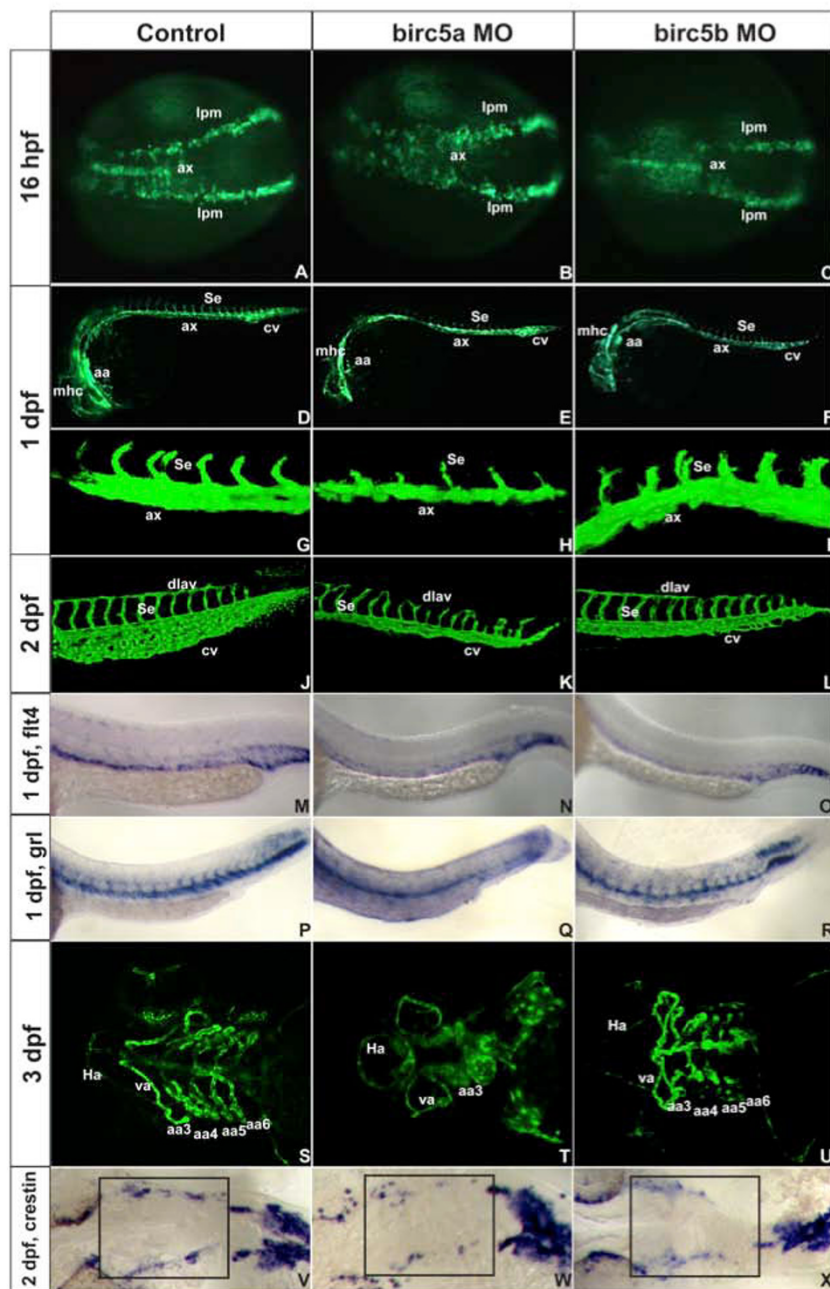 Control birc5a MO birc5b MO
16 hpf
lpm
ax
lpm
A
lpm
ax
lpm
B
lpm
ax
lpm
C
1 dpf
Se
ax
cv
mhc
aa
D
Se
ax
cv
mhc
aa
E
Se
ax
cv
mhc
aa
F
Se
ax
G
Se
ax
H
Se
ax
I
2 dpf
dlav
Se
cv
J
dlav
Se
cv
K
dlav
Se
cv
L
1 dpf, flt4
M
N
O
1 dpf, grl
P
Q
R
3 dpf
Ha
va
aa3
aa4
aa5
aa6
S
Ha
va
aa3
T
Ha
va
aa3
aa4
aa5
aa6
U
2 dpf, crestin
V
W
X